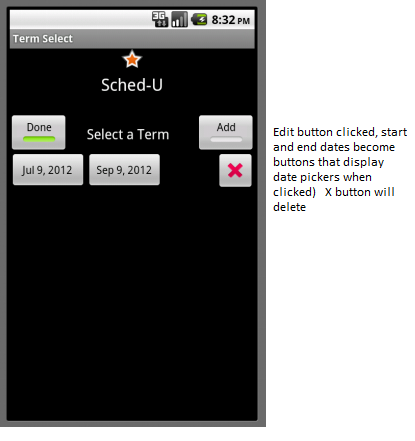 3G 8:32 PM
Term Select
Sched-U
Done Select a Term Add
Jul 9, 2012 Sep 9, 2012
Edit button clicked, start
and end dates become
buttons that display
date pickers when
clicked) X button will
delete